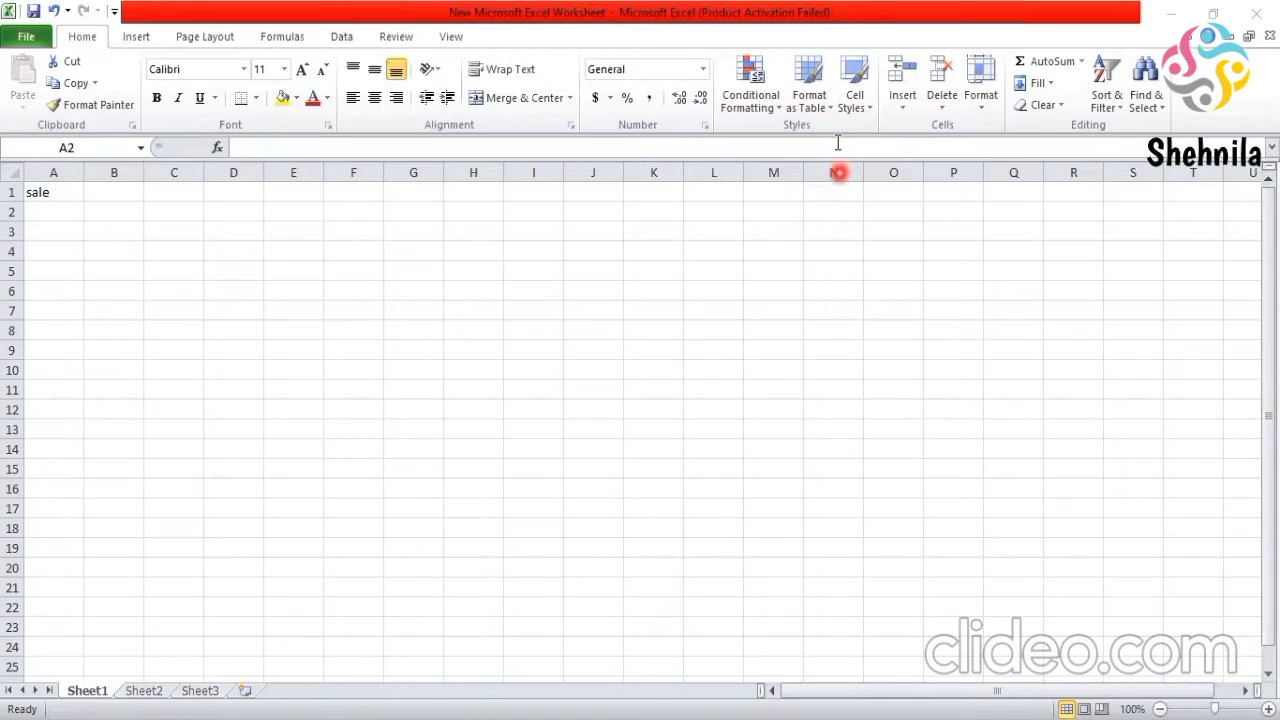 New Microsoft Excel Worksheet - Microsoft Excel (Product Activation Failed)
File Home Insert Page Layout Formulas Data Review View
Paste
Cut
Copy
Format Painter
Clipboard
Calibri 11
B I U
Font
Wrap Text
Merge & Center
Alignment
General
$ % ,
Number
Conditional Formatting
Format as Table
Cell Styles
Styles
Insert
Delete
Format
Cells
AutoSum
Fill
Clear
Sort & Filter
Find & Select
Editing
Shehnila
A2 fx
A B C D E F G H I J K L M N O P Q R S T U
1 sale
2
3
4
5
6
7
8
9
10
11
12
13
14
15
16
17
18
19
20
21
22
23
24
25
clideo.com
Sheet1 Sheet2 Sheet3
Ready 100%